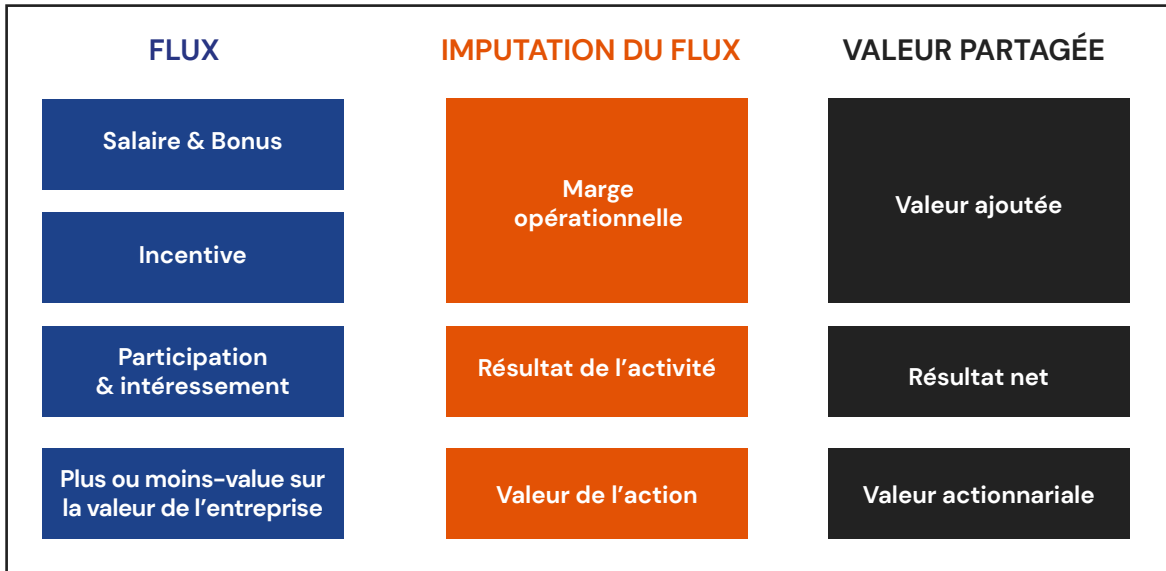 FLUX
IMPUTATION DU FLUX
VALEUR PARTAGÉE
Salaire & Bonus
Incentive
Marge
opérationnelle
Valeur ajoutée
Participation
& intéressement
Résultat de l’activité
Résultat net
Plus ou moins-value sur
la valeur de l’entreprise
Valeur de l’action
Valeur actionnariale